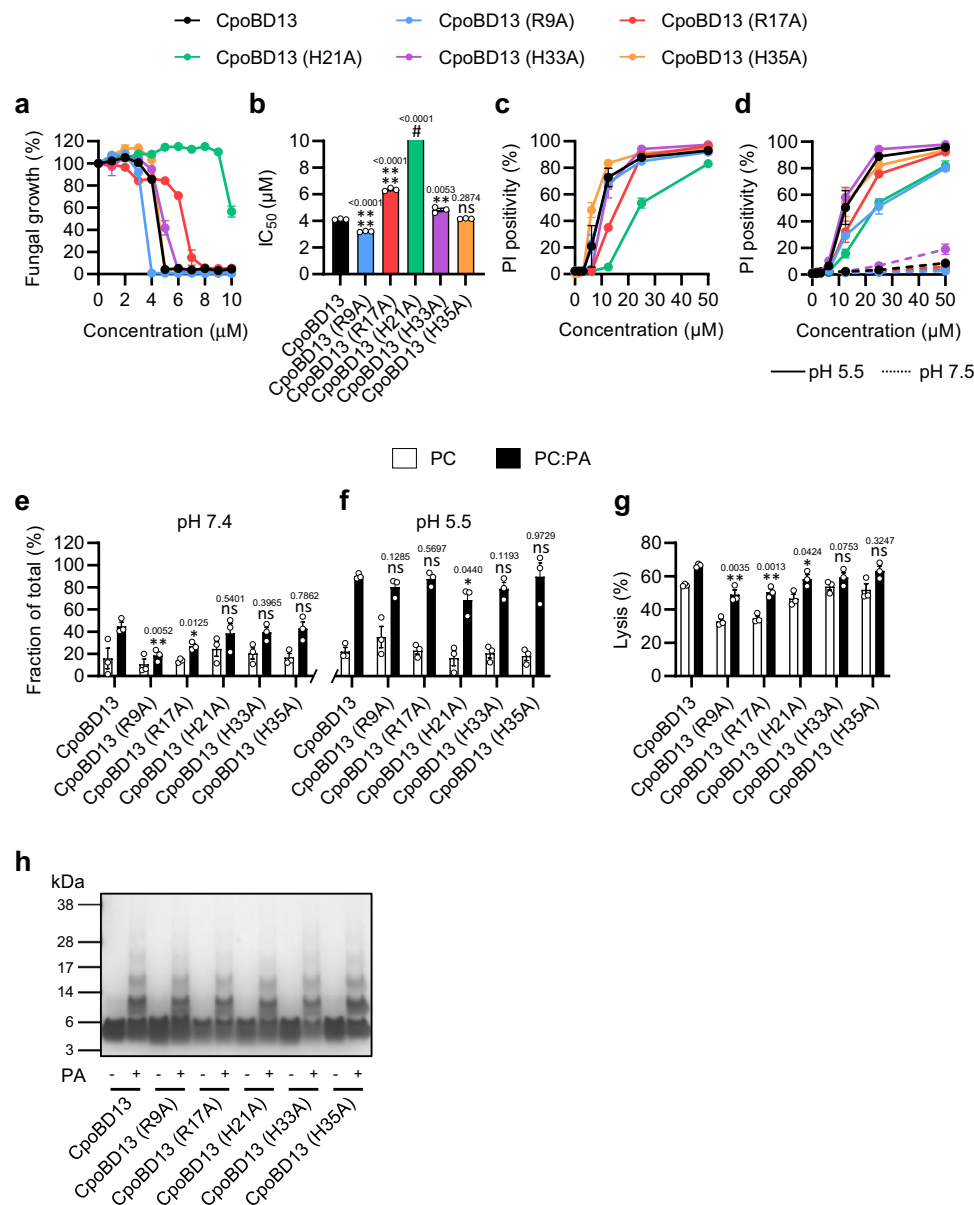 CpoBD13 CpoBD13 (R9A) CpoBD13 (R17A)
CpoBD13 (H21A) CpoBD13 (H33A) CpoBD13 (H35A)
a
Fungal growth (%)
120
100
80
60
40
20
0
0 2 4 6 8 10
Concentration (µM)
b
IC50 (µM)
10
8
6
4
2
0
<0.0001
****
<0.0001
****
<0.0001
#
0.0053
**
0.2874
ns
CpoBD13
CpoBD13 (R9A)
CpoBD13 (R17A)
CpoBD13 (H21A)
CpoBD13 (H33A)
CpoBD13 (H35A)
c
PI positivity (%)
100
80
60
40
20
0
0 10 20 30 40 50
Concentration (µM)
d
PI positivity (%)
100
80
60
40
20
0
0 10 20 30 40 50
Concentration (µM)
pH 5.5 pH 7.5
PC PC:PA
e
pH 7.4
Fraction of total (%)
120
100
80
60
40
20
0
0.0052
**
0.0125
*
0.5401
ns
0.3965
ns
0.7862
ns
CpoBD13
CpoBD13 (R9A)
CpoBD13 (R17A)
CpoBD13 (H21A)
CpoBD13 (H33A)
CpoBD13 (H35A)
f
pH 5.5
0.1285
ns
0.5697
ns
0.0440
*
0.1193
ns
0.9729
ns
CpoBD13
CpoBD13 (R9A)
CpoBD13 (R17A)
CpoBD13 (H21A)
CpoBD13 (H33A)
CpoBD13 (H35A)
g
Lysis (%)
80
60
40
20
0
0.0035
**
0.0013
**
0.0424
*
0.0753
ns
0.3247
ns
CpoBD13
CpoBD13 (R9A)
CpoBD13 (R17A)
CpoBD13 (H21A)
CpoBD13 (H33A)
CpoBD13 (H35A)
h
kDa
38
28
17
14
6
3
PA - + - + - + - + - + - +
CpoBD13
CpoBD13 (R9A)
CpoBD13 (R17A)
CpoBD13 (H21A)
CpoBD13 (H33A)
CpoBD13 (H35A)